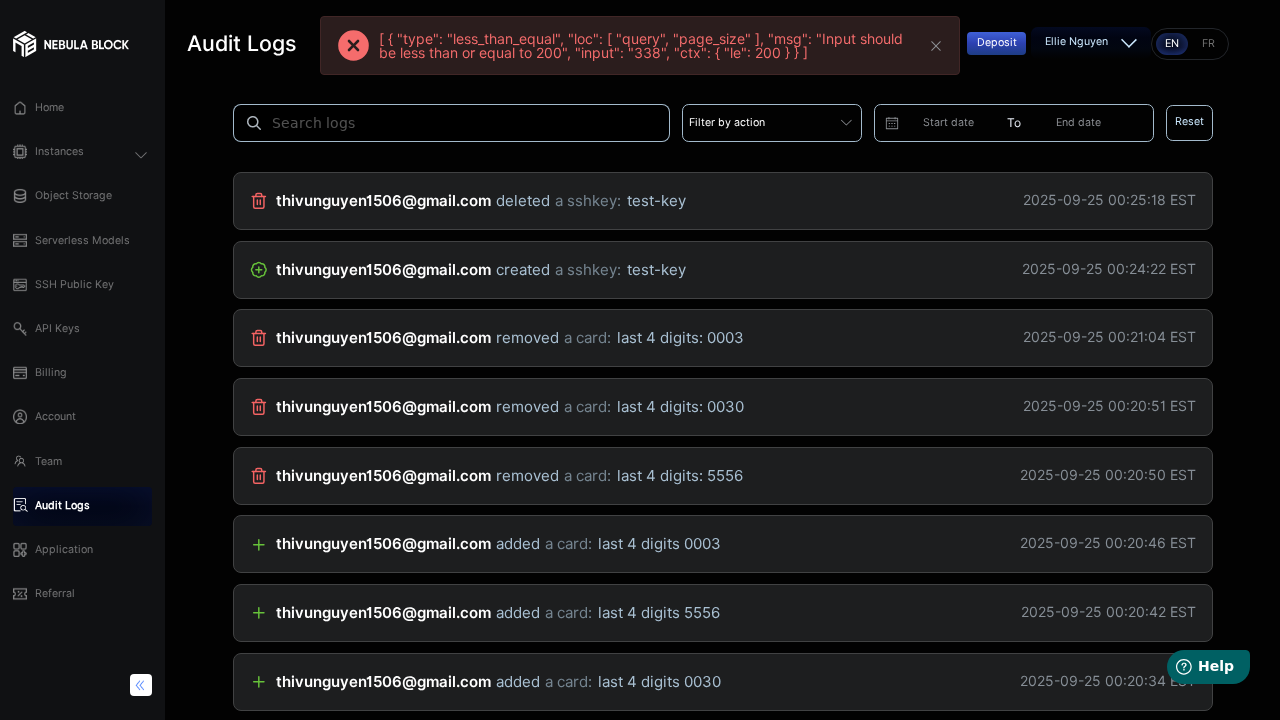 NEBULA BLOCK
Home
Instances
Object Storage
Serverless Models
SSH Public Key
API Keys
Billing
Account
Team
Audit Logs
Application
Referral
Audit Logs
[ { "type": "less_than_equal", "loc": [ "query", "page_size" ], "msg": "Input should
be less than or equal to 200", "input": "338", "ctx": { "le": 200 } } ]
Deposit
Ellie Nguyen
EN
FR
Search logs
Filter by action
Start date To End date
Reset
thivunguyen1506@gmail.com deleted a sshkey: test-key 2025-09-25 00:25:18 EST
thivunguyen1506@gmail.com created a sshkey: test-key 2025-09-25 00:24:22 EST
thivunguyen1506@gmail.com removed a card: last 4 digits: 0003 2025-09-25 00:21:04 EST
thivunguyen1506@gmail.com removed a card: last 4 digits: 0030 2025-09-25 00:20:51 EST
thivunguyen1506@gmail.com removed a card: last 4 digits: 5556 2025-09-25 00:20:50 EST
thivunguyen1506@gmail.com added a card: last 4 digits 0003 2025-09-25 00:20:46 EST
thivunguyen1506@gmail.com added a card: last 4 digits 5556 2025-09-25 00:20:42 EST
thivunguyen1506@gmail.com added a card: last 4 digits 0030 2025-09-25 00:20:34 EST
Help